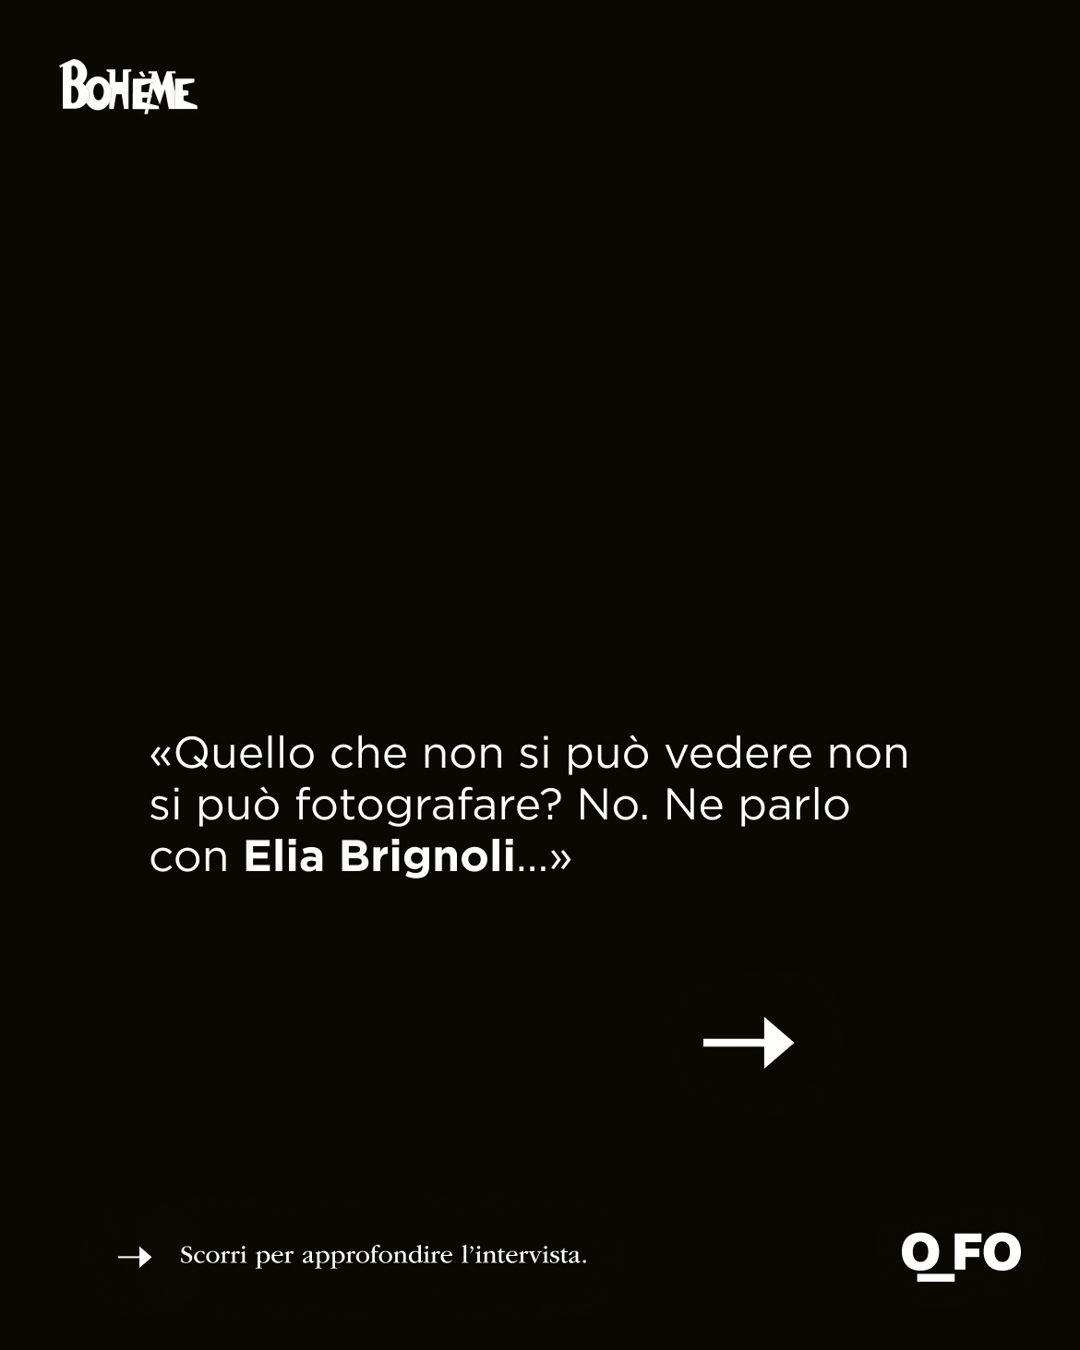 BOHÈME
«Quello che non si può vedere non
si può fotografare? No. Ne parlo
con Elia Brignoli...»
Scorri per approfondire l’intervista.
O_FO